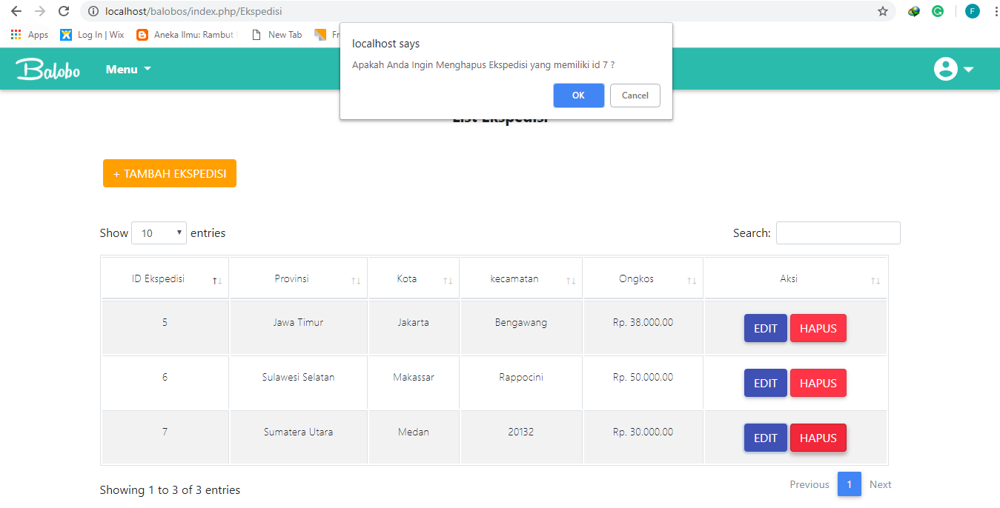 localhost/balobos/index.php/Ekspedisi
F
Apps Log In | Wix Aneka Ilmu: Rambut New Tab Fr
localhost says
Apakah Anda Ingin Menghapus Ekspedisi yang memiliki id 7 ?
OK Cancel
Balobo Menu
List Ekspedisi
+ TAMBAH EKSPEDISI
Show 10 entries Search:
ID Ekspedisi Provinsi Kota kecamatan Ongkos Aksi
5 Jawa Timur Jakarta Bengawang Rp. 38.000,00 EDIT HAPUS
6 Sulawesi Selatan Makassar Rappocini Rp. 50.000,00 EDIT HAPUS
7 Sumatera Utara Medan 20132 Rp. 30.000,00 EDIT HAPUS
Showing 1 to 3 of 3 entries Previous 1 Next